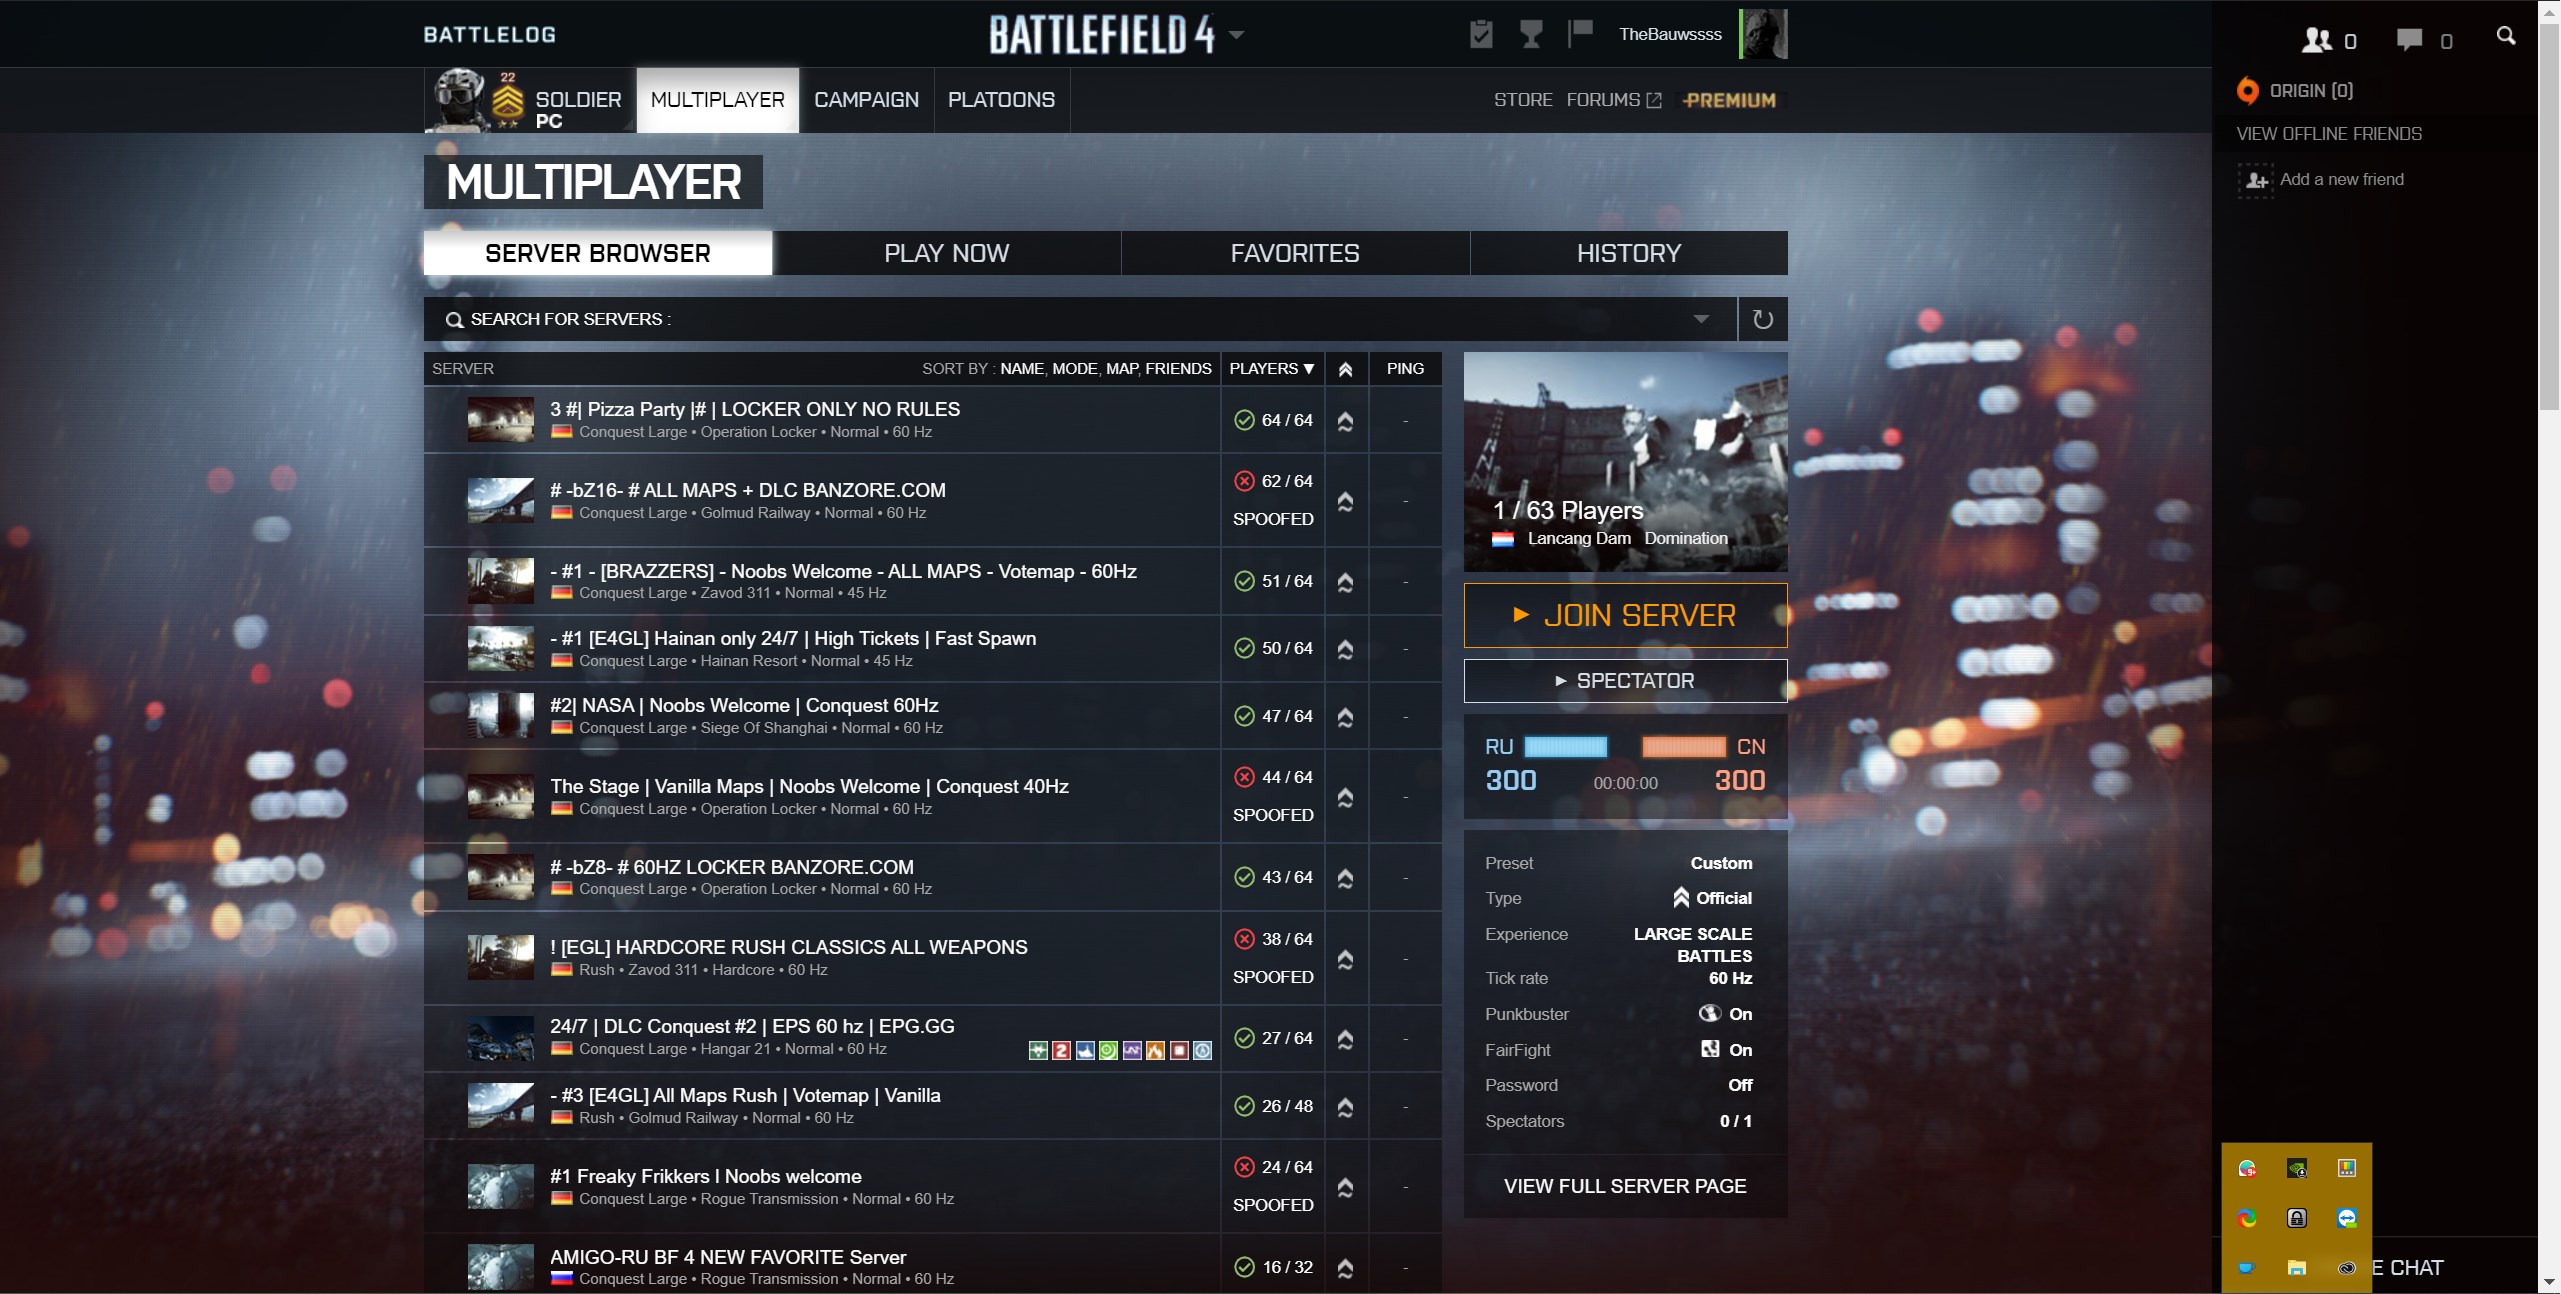 BATTLELOG
BATTLEFIELD 4
TheBauwssss
0
0
22
SOLDIER
PC
MULTIPLAYER
CAMPAIGN
PLATOONS
STORE
FORUMS
PREMIUM
ORIGIN [0]
VIEW OFFLINE FRIENDS
Add a new friend
MULTIPLAYER
SERVER BROWSER
PLAY NOW
FAVORITES
HISTORY
SEARCH FOR SERVERS :
SERVER
SORT BY : NAME, MODE, MAP, FRIENDS
PLAYERS ▼
PING
3 #| Pizza Party |# | LOCKER ONLY NO RULES
Conquest Large • Operation Locker • Normal • 60 Hz
64 / 64
-
# -bZ16- # ALL MAPS + DLC BANZORE.COM
Conquest Large • Golmud Railway • Normal • 60 Hz
62 / 64
SPOOFED
-
- #1 - [BRAZZERS] - Noobs Welcome - ALL MAPS - Votemap - 60Hz
Conquest Large • Zavod 311 • Normal • 45 Hz
51 / 64
-
- #1 [E4GL] Hainan only 24/7 | High Tickets | Fast Spawn
Conquest Large • Hainan Resort • Normal • 45 Hz
50 / 64
-
#2| NASA | Noobs Welcome | Conquest 60Hz
Conquest Large • Siege Of Shanghai • Normal • 60 Hz
47 / 64
-
The Stage | Vanilla Maps | Noobs Welcome | Conquest 40Hz
Conquest Large • Operation Locker • Normal • 60 Hz
44 / 64
SPOOFED
-
# -bZ8- # 60HZ LOCKER BANZORE.COM
Conquest Large • Operation Locker • Normal • 60 Hz
43 / 64
-
! [EGL] HARDCORE RUSH CLASSICS ALL WEAPONS
Rush • Zavod 311 • Hardcore • 60 Hz
38 / 64
SPOOFED
-
24/7 | DLC Conquest #2 | EPS 60 hz | EPG.GG
Conquest Large • Hangar 21 • Normal • 60 Hz
2
27 / 64
-
- #3 [E4GL] All Maps Rush | Votemap | Vanilla
Rush • Golmud Railway • Normal • 60 Hz
26 / 48
-
#1 Freaky Frikkers I Noobs welcome
Conquest Large • Rogue Transmission • Normal • 60 Hz
24 / 64
SPOOFED
-
AMIGO-RU BF 4 NEW FAVORITE Server
Conquest Large • Rogue Transmission • Normal • 60 Hz
16 / 32
-
1 / 63 Players
Lancang Dam Domination
JOIN SERVER
SPECTATOR
RU
CN
300
00:00:00
300
Preset Custom
Type Official
Experience LARGE SCALE
BATTLES
Tick rate 60 Hz
Punkbuster On
FairFight On
Password Off
Spectators 0 / 1
VIEW FULL SERVER PAGE
E CHAT